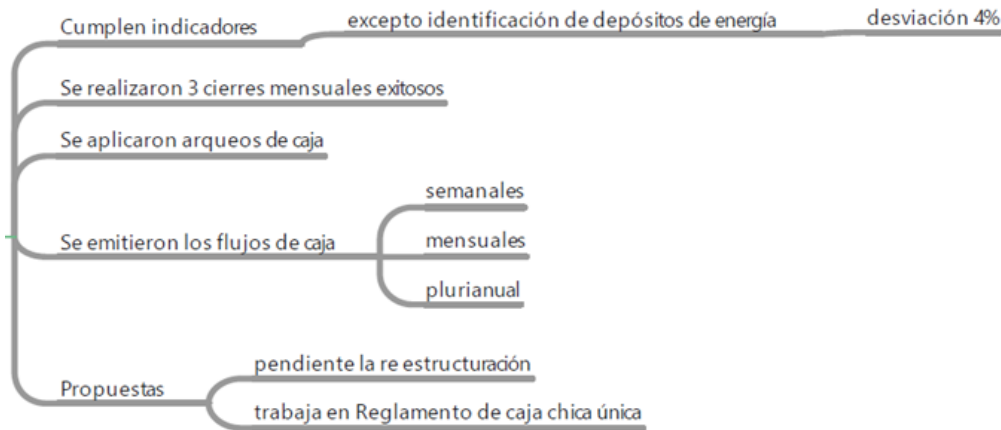 Cumplen indicadores
excepto identificación de depósitos de energía
desviación 4%
Se realizaron 3 cierres mensuales exitosos
Se aplicaron arqueos de caja
Se emitieron los flujos de caja
semanales
mensuales
plurianual
Propuestas
pendiente la re estructuración
trabaja en Reglamento de caja chica única